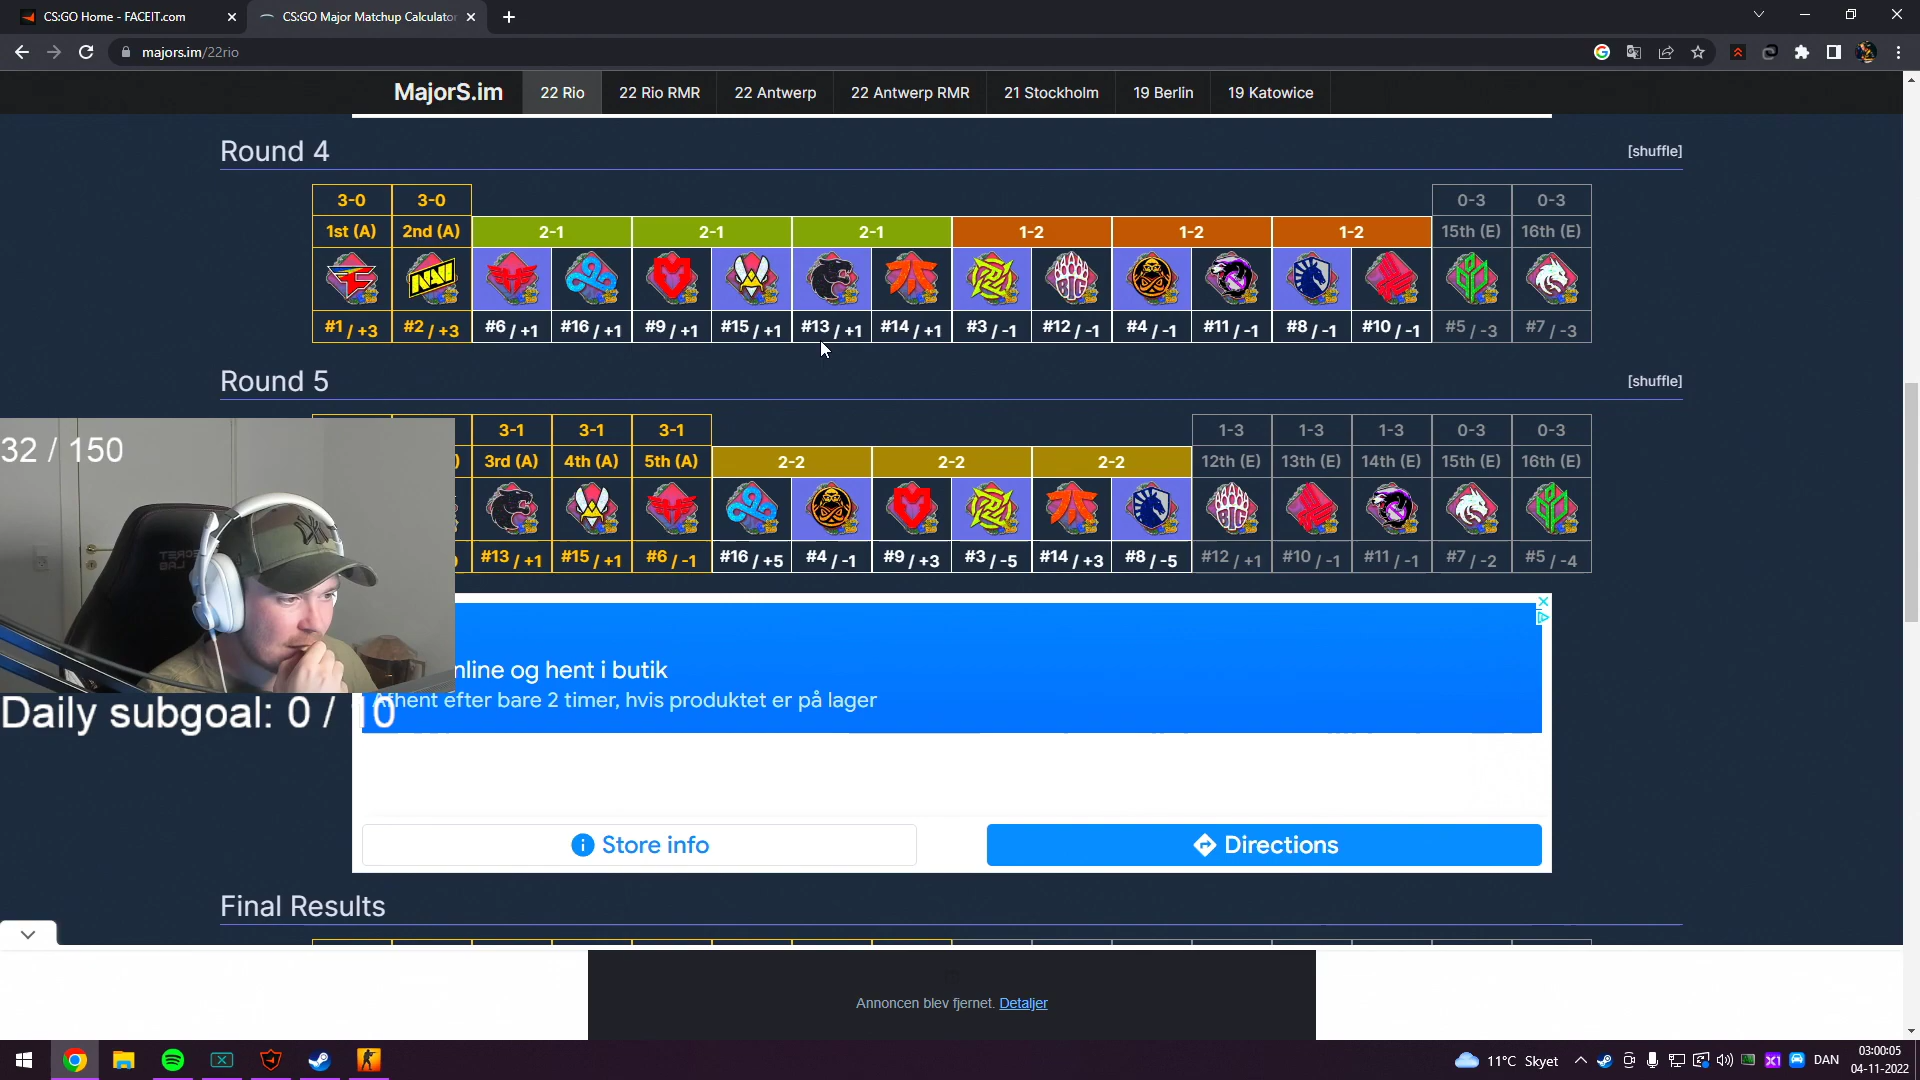 CS:GO Home - FACEIT.com
CS:GO Major Matchup Calculator
majors.im/22rio
MajorS.im 22 Rio 22 Rio RMR 22 Antwerp 22 Antwerp RMR 21 Stockholm 19 Berlin 19 Katowice
Round 4 [shuffle]
3-0 3-0 0-3 0-3
1st (A) 2nd (A) 2-1 2-1 2-1 1-2 1-2 1-2 15th (E) 16th (E)
#1 / +3 #2 / +3 #6 / +1 #16 / +1 #9 / +1 #15 / +1 #13 / +1 #14 / +1 #3 / -1 #12 / -1 #4 / -1 #11 / -1 #8 / -1 #10 / -1 #5 / -3 #7 / -3
Round 5 [shuffle]
3-1 3-1 3-1 1-3 1-3 1-3 0-3 0-3
3rd (A) 4th (A) 5th (A) 2-2 2-2 2-2 12th (E) 13th (E) 14th (E) 15th (E) 16th (E)
BIG
#13 / +1 #15 / +1 #6 / -1 #16 / +5 #4 / -1 #9 / +3 #3 / -5 #14 / +3 #8 / -5 #12 / +1 #10 / -1 #11 / -1 #7 / -2 #5 / -4
32 / 150
nline og hent i butik
Afhent efter bare 2 timer, hvis produktet er på lager
Daily subgoal: 0 / 10
Store info
Directions
Final Results
Annoncen blev fjernet. Detaljer
11°C Skyet
DAN
03:00:05
04-11-2022